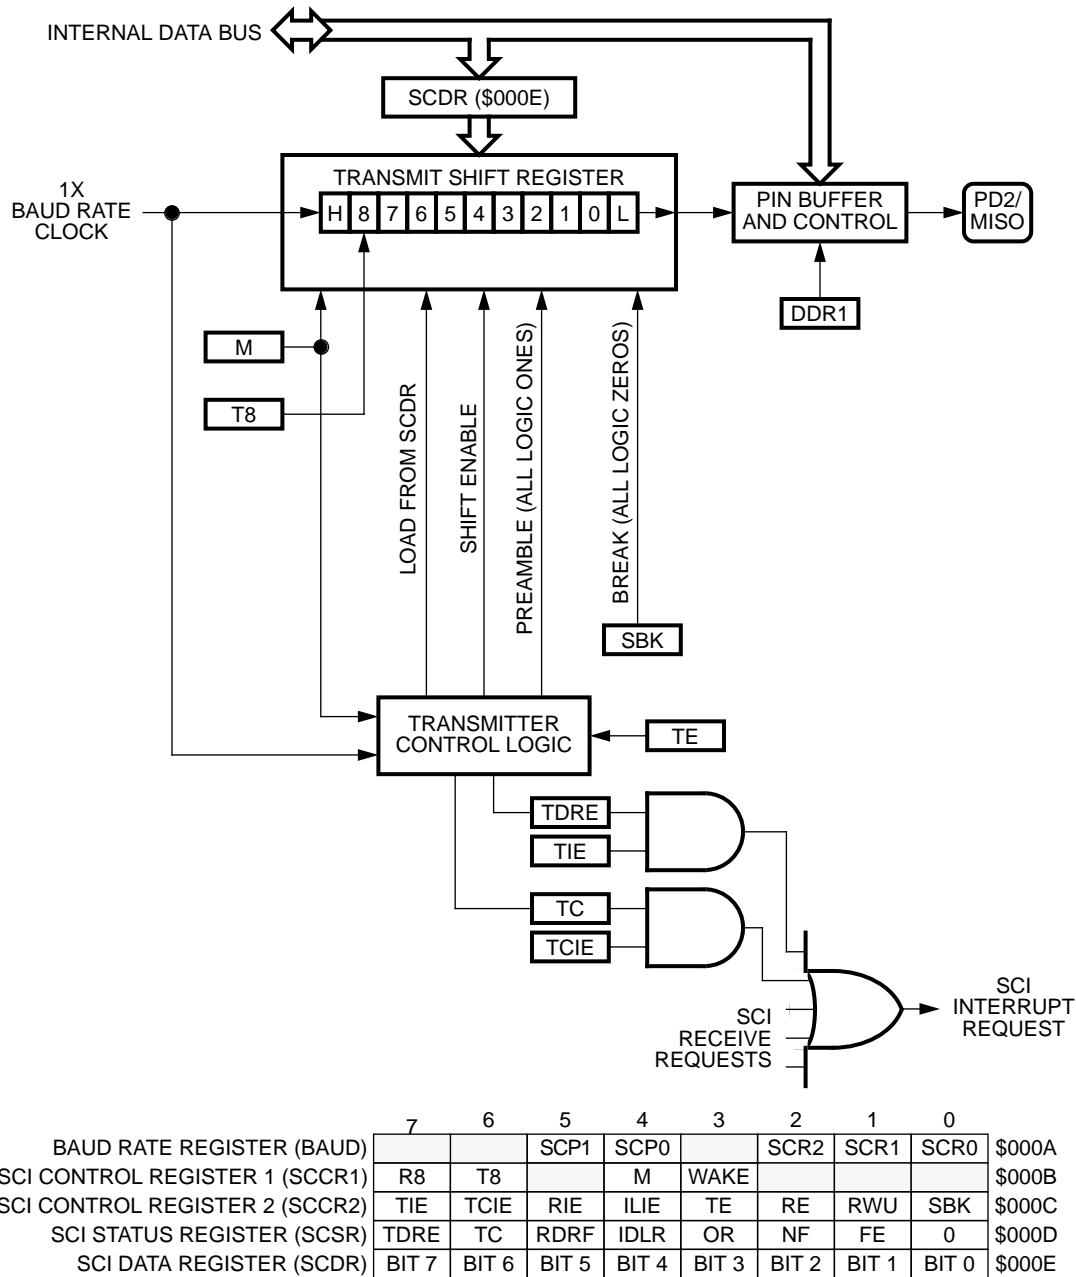 INTERNAL DATA BUS
SCDR ($000E)
TRANSMIT SHIFT REGISTER
H 8 7 6 5 4 3 2 1 0 L
1X
BAUD RATE
CLOCK
PIN BUFFER
AND CONTROL
PD2/
MISO
DDR1
M
T8
LOAD FROM SCDR
SHIFT ENABLE
PREAMBLE (ALL LOGIC ONES)
BREAK (ALL LOGIC ZEROS)
SBK
TRANSMITTER
CONTROL LOGIC
TE
TDRE
TIE
TC
TCIE
SCI
RECEIVE
REQUESTS
SCI
INTERRUPT
REQUEST
7 6 5 4 3 2 1 0
BAUD RATE REGISTER (BAUD) SCP1 SCP0 SCR2 SCR1 SCR0 $000A
SCI CONTROL REGISTER 1 (SCCR1) R8 T8 M WAKE $000B
SCI CONTROL REGISTER 2 (SCCR2) TIE TCIE RIE ILIE TE RE RWU SBK $000C
SCI STATUS REGISTER (SCSR) TDRE TC RDRF IDLR OR NF FE 0 $000D
SCI DATA REGISTER (SCDR) BIT 7 BIT 6 BIT 5 BIT 4 BIT 3 BIT 2 BIT 1 BIT 0 $000E